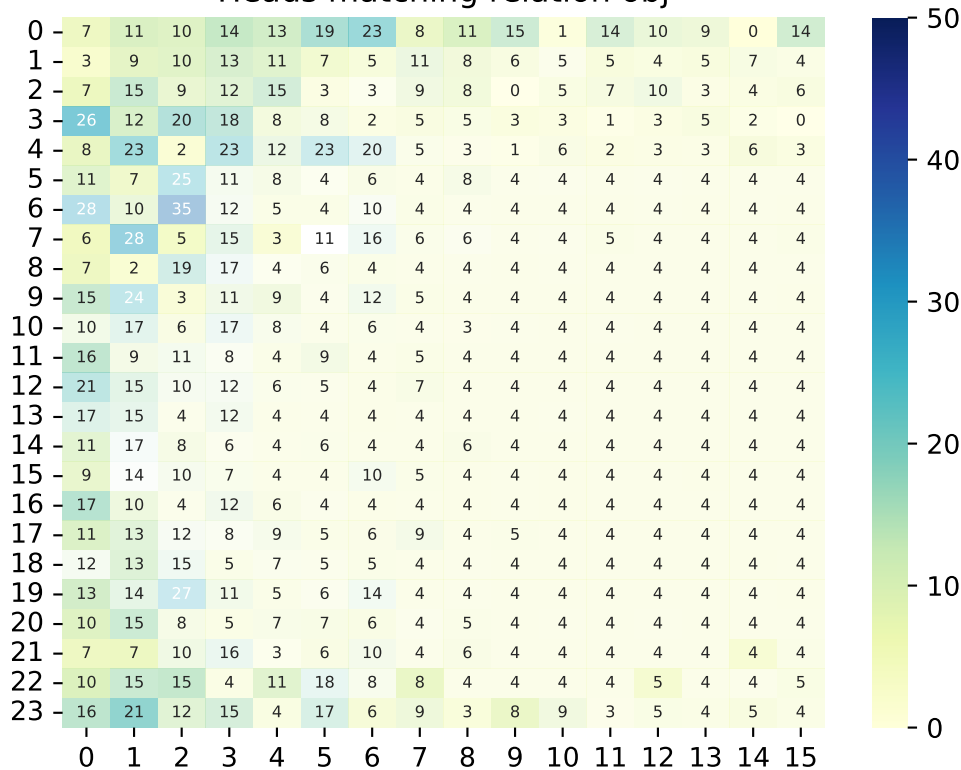 Heads matching relation obj
0 7 11 10 14 13 19 23 8 11 15 1 14 10 9 0 14
1 3 9 10 13 11 7 5 11 8 6 5 5 4 5 7 4
2 7 15 9 12 15 3 3 9 8 0 5 7 10 3 4 6
3 26 12 20 18 8 8 2 5 5 3 3 1 3 5 2 0
4 8 23 2 23 12 23 20 5 3 1 6 2 3 3 6 3
5 11 7 25 11 8 4 6 4 8 4 4 4 4 4 4 4
6 28 10 35 12 5 4 10 4 4 4 4 4 4 4 4 4
7 6 28 5 15 3 11 16 6 6 4 4 5 4 4 4 4
8 7 2 19 17 4 6 4 4 4 4 4 4 4 4 4 4
9 15 24 3 11 9 4 12 5 4 4 4 4 4 4 4 4
10 10 17 6 17 8 4 6 4 3 4 4 4 4 4 4 4
11 16 9 11 8 4 9 4 5 4 4 4 4 4 4 4 4
12 21 15 10 12 6 5 4 7 4 4 4 4 4 4 4 4
13 17 15 4 12 4 4 4 4 4 4 4 4 4 4 4 4
14 11 17 8 6 4 6 4 4 6 4 4 4 4 4 4 4
15 9 14 10 7 4 4 10 5 4 4 4 4 4 4 4 4
16 17 10 4 12 6 4 4 4 4 4 4 4 4 4 4 4
17 11 13 12 8 9 5 6 9 4 5 4 4 4 4 4 4
18 12 13 15 5 7 5 5 4 4 4 4 4 4 4 4 4
19 13 14 27 11 5 6 14 4 4 4 4 4 4 4 4 4
20 10 15 8 5 7 7 6 4 5 4 4 4 4 4 4 4
21 7 7 10 16 3 6 10 4 6 4 4 4 4 4 4 4
22 10 15 15 4 11 18 8 8 4 4 4 4 5 4 4 5
23 16 21 12 15 4 17 6 9 3 8 9 3 5 4 5 4
0 1 2 3 4 5 6 7 8 9 10 11 12 13 14 15
50
40
30
20
10
0